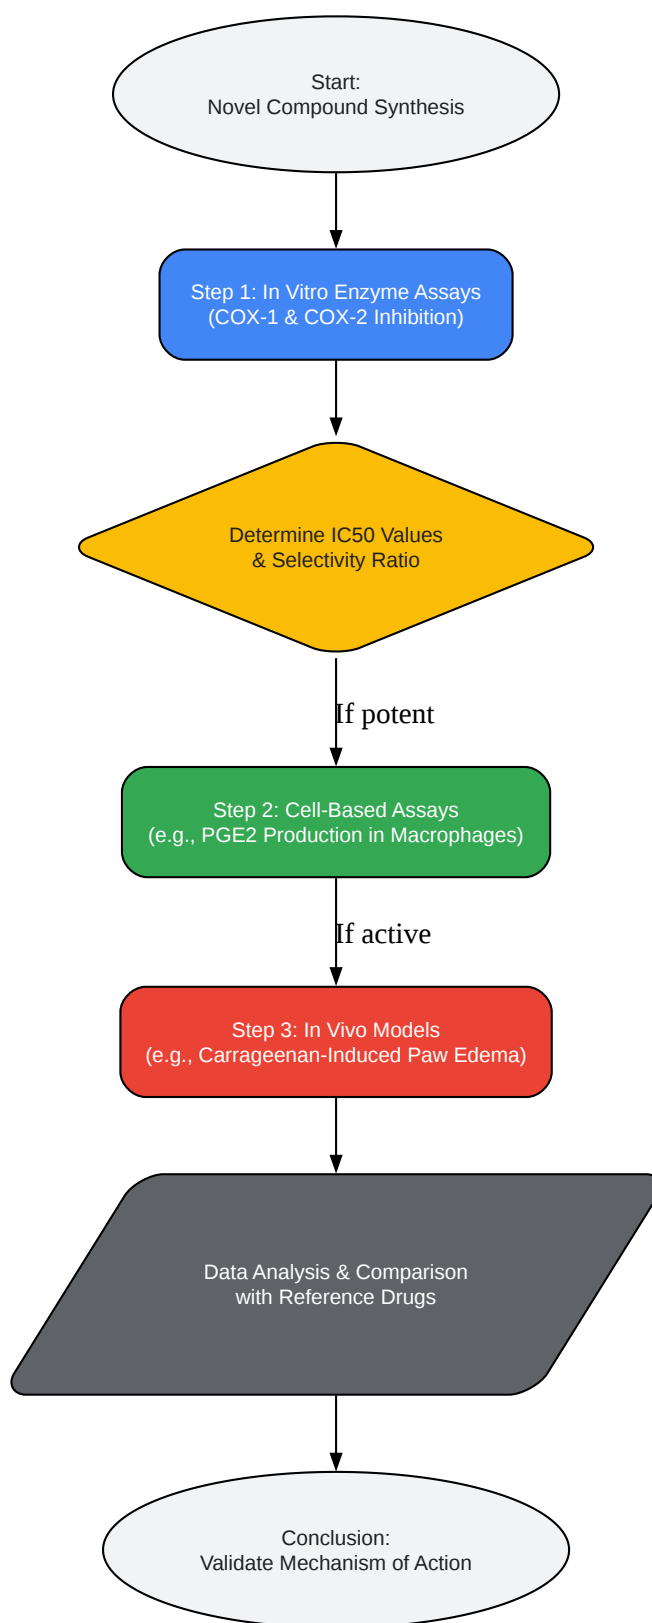 Start:
Novel Compound Synthesis
Step 1: In Vitro Enzyme Assays
(COX-1 & COX-2 Inhibition)
Determine IC50 Values
& Selectivity Ratio
If potent
Step 2: Cell-Based Assays
(e.g., PGE2 Production in Macrophages)
If active
Step 3: In Vivo Models
(e.g., Carrageenan-Induced Paw Edema)
Data Analysis & Comparison
with Reference Drugs
Conclusion:
Validate Mechanism of Action